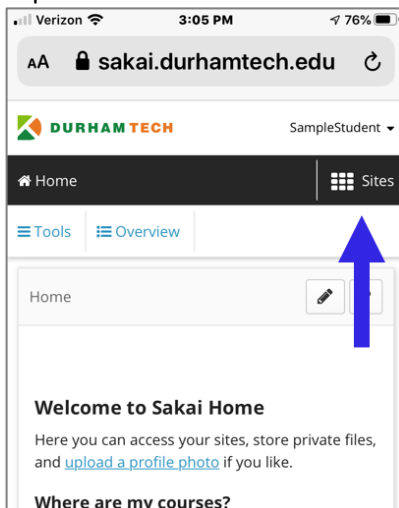 Verizon 3:05 PM 76%
AA sakai.durhamtech.edu
DURHAM TECH SampleStudent
Home Sites
Tools Overview
Home
Welcome to Sakai Home
Here you can access your sites, store private files,
and upload a profile photo if you like.
Where are my courses?